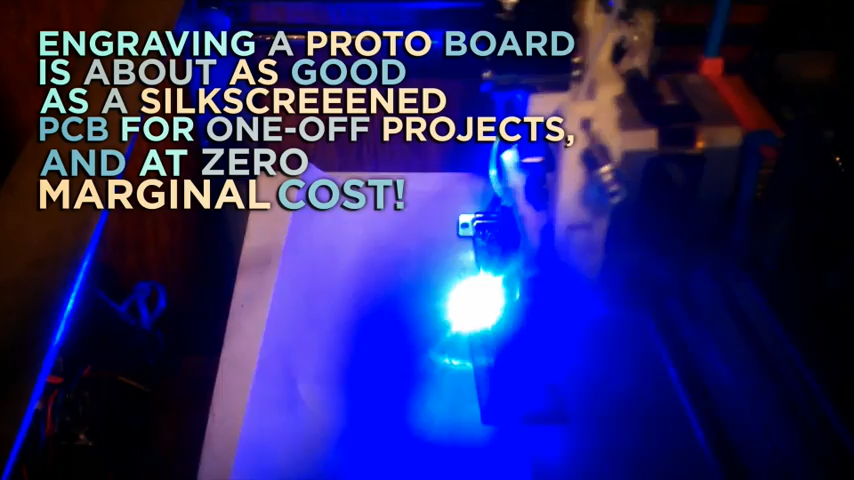 ENGRAVING A PROTO BOARD
IS ABOUT AS GOOD
AS A SILKSCREEENED
PCB FOR ONE-OFF PROJECTS,
AND AT ZERO
MARGINAL COST!